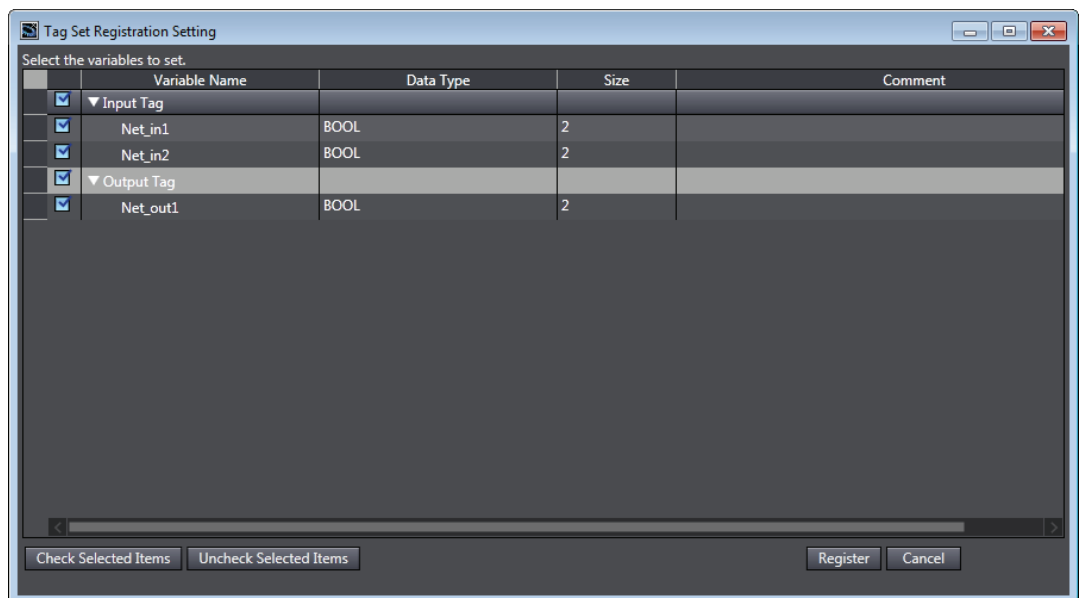 Tag Set Registration Setting
Select the variables to set.
Variable Name Data Type Size Comment
▼ Input Tag
Net_in1 BOOL 2
Net_in2 BOOL 2
▼ Output Tag
Net_out1 BOOL 2
Check Selected Items Uncheck Selected Items Register Cancel